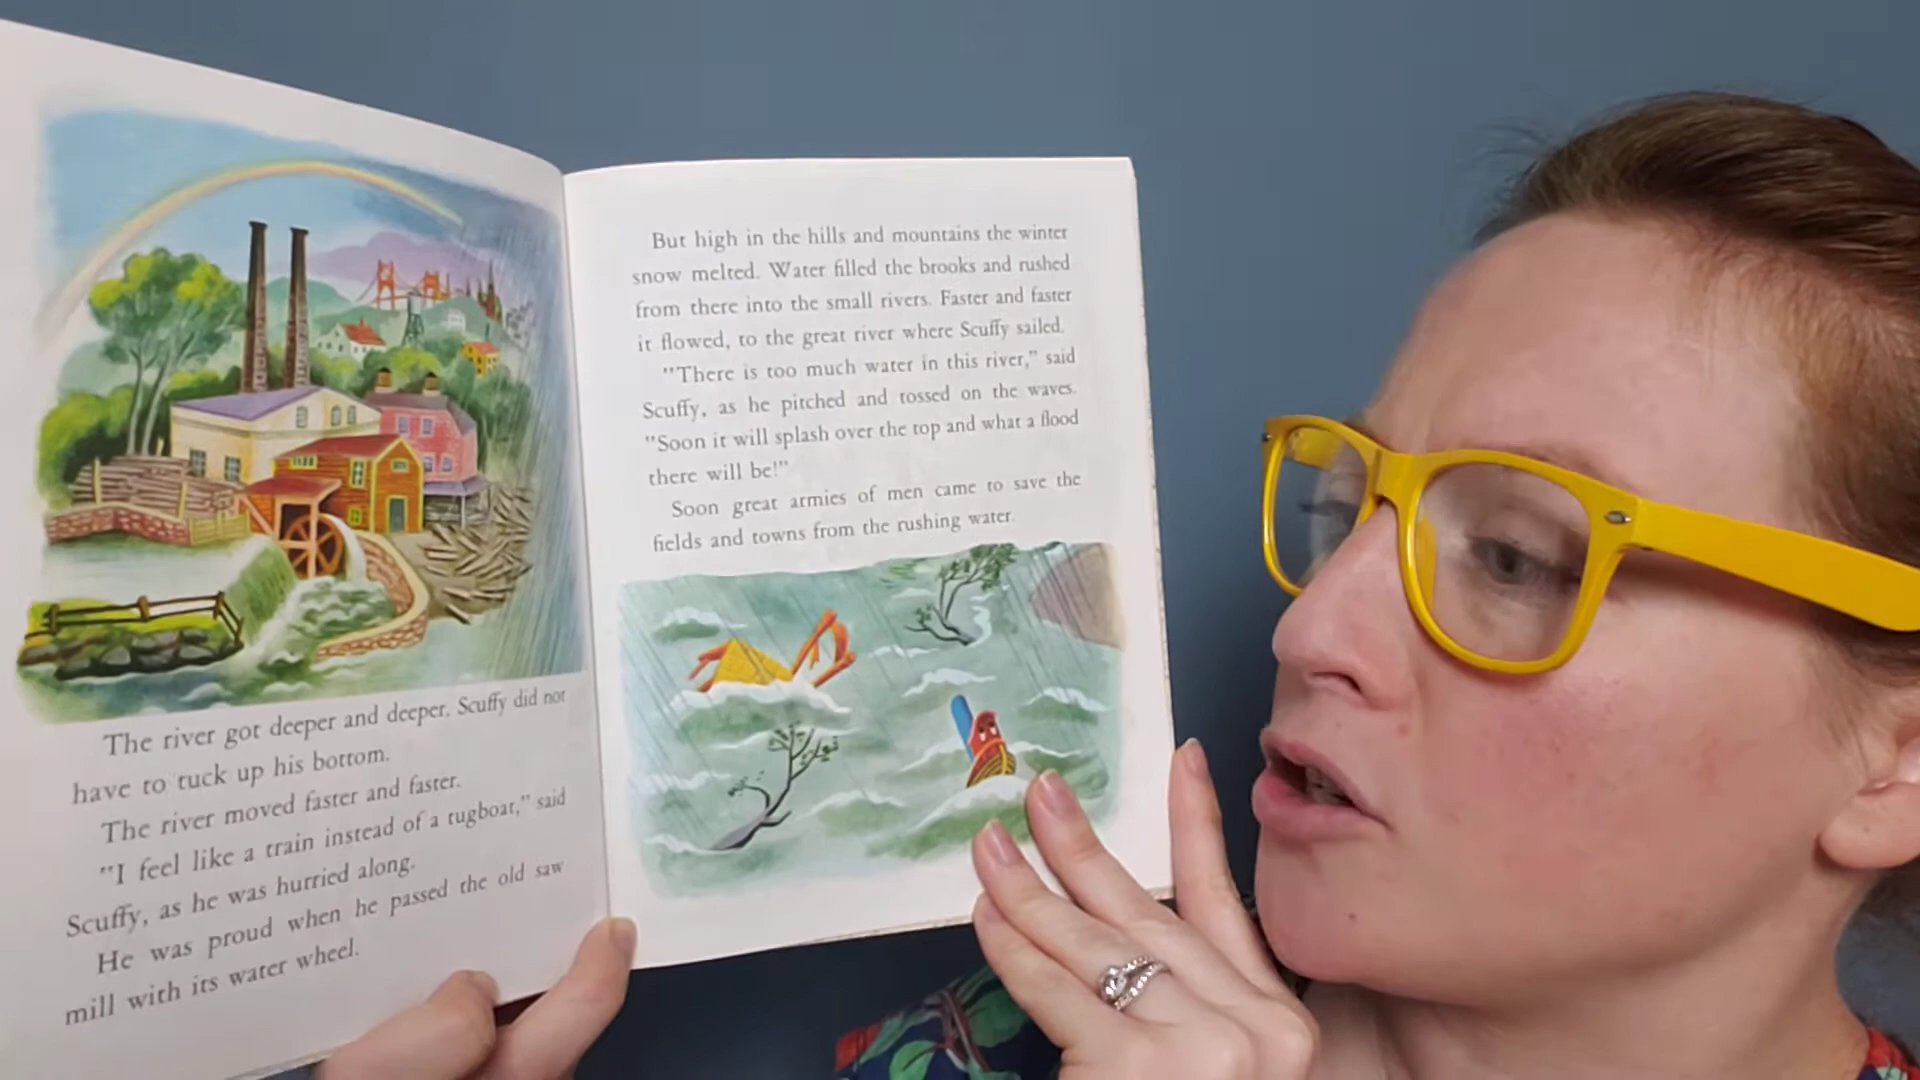 The river got deeper and deeper. Scuffy did not
have to tuck up his bottom.
The river moved faster and faster.
"I feel like a train instead of a tugboat," said
Scuffy, as he was hurried along.
He was proud when he passed the old saw
mill with its water wheel.
But high in the hills and mountains the winter
snow melted. Water filled the brooks and rushed
from there into the small rivers. Faster and faster
it flowed, to the great river where Scuffy sailed.
"There is too much water in this river," said
Scuffy, as he pitched and tossed on the waves.
"Soon it will splash over the top and what a flood
there will be!"
Soon great armies of men came to save the
fields and towns from the rushing water.